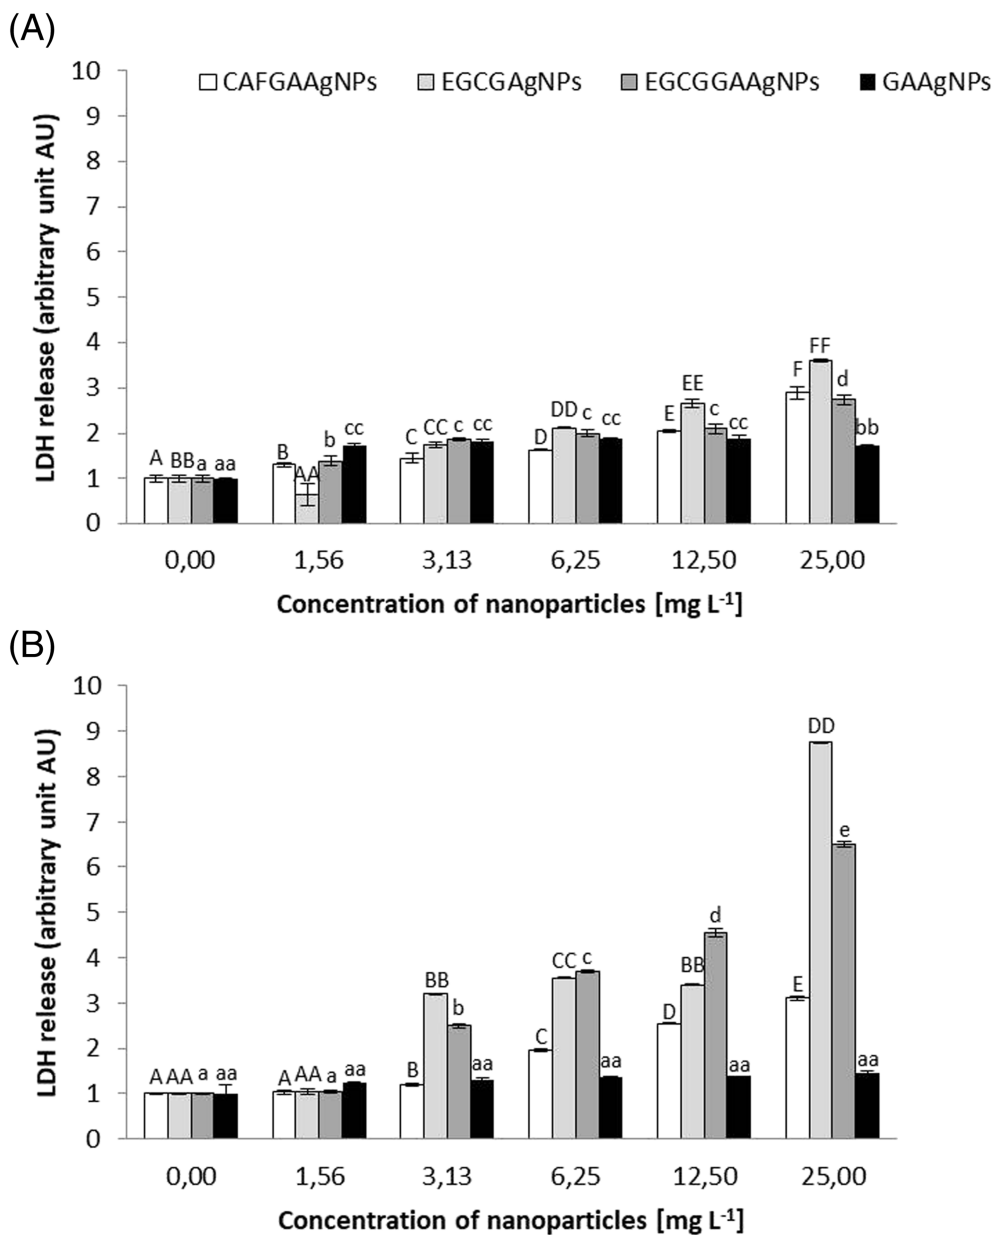 (A)
10
CAFGAAgNPs EGCGAgNPs EGCGGAAgNPs GAAgNPs
9
8
7
6
5
4
3
2
1
0
LDH release (arbitrary unit AU)
A BB a aa
B AA b cc
C CC c cc
D DD c cc
E EE c cc
F FF d bb
0,00 1,56 3,13 6,25 12,50 25,00
Concentration of nanoparticles [mg L-1]
(B)
10
9
8
7
6
5
4
3
2
1
0
LDH release (arbitrary unit AU)
A AA a aa
A AA a aa
B BB b aa
C CC c aa
D BB d aa
E DD e aa
0,00 1,56 3,13 6,25 12,50 25,00
Concentration of nanoparticles [mg L-1]